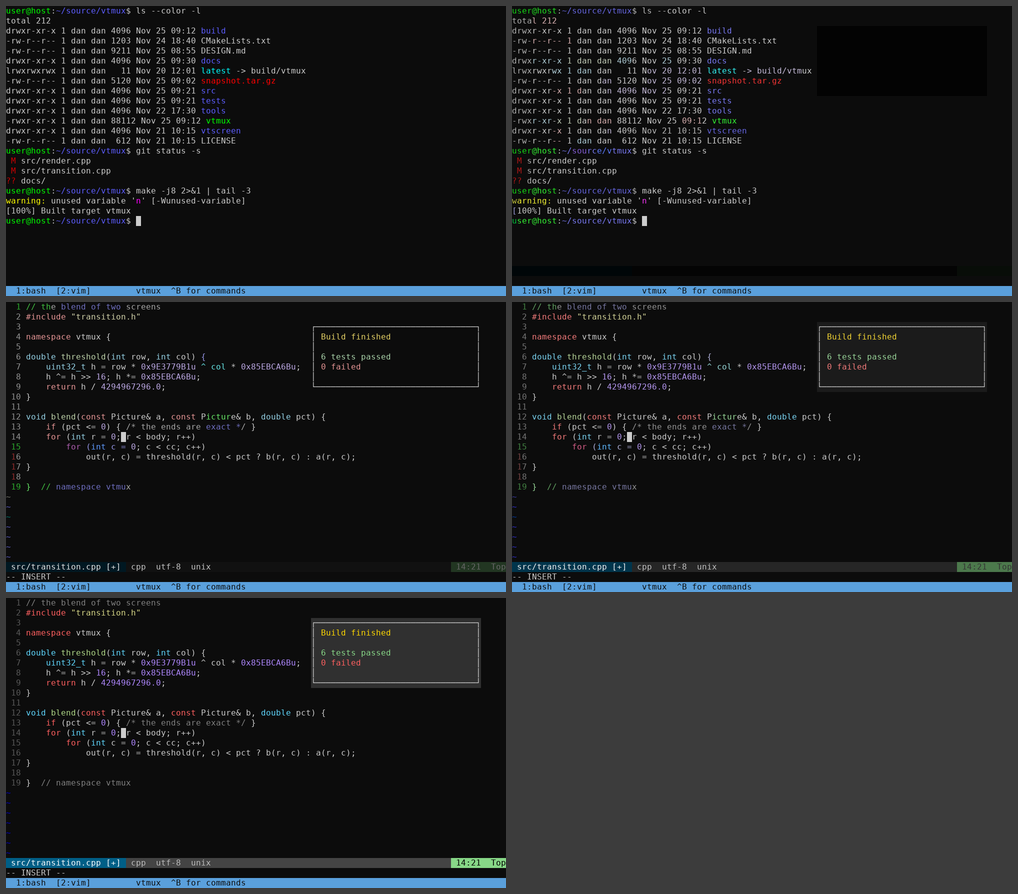 user@host:~/source/vtmux$ ls --color -l
total 212
drwxr-xr-x 1 dan dan 4096 Nov 25 09:12 build
-rw-r--r-- 1 dan dan 1203 Nov 24 18:40 CMakeLists.txt
-rw-r--r-- 1 dan dan 9211 Nov 25 08:55 DESIGN.md
drwxr-xr-x 1 dan dan 4096 Nov 25 09:30 docs
lrwxrwxrwx 1 dan dan   11 Nov 20 12:01 latest -> build/vtmux
-rw-r--r-- 1 dan dan 5120 Nov 25 09:02 snapshot.tar.gz
drwxr-xr-x 1 dan dan 4096 Nov 25 09:21 src
drwxr-xr-x 1 dan dan 4096 Nov 25 09:21 tests
drwxr-xr-x 1 dan dan 4096 Nov 22 17:30 tools
-rwxr-xr-x 1 dan dan 88112 Nov 25 09:12 vtmux
drwxr-xr-x 1 dan dan 4096 Nov 21 10:15 vtscreen
-rw-r--r-- 1 dan dan  612 Nov 21 10:15 LICENSE
user@host:~/source/vtmux$ git status -s
 M src/render.cpp
 M src/transition.cpp
?? docs/
user@host:~/source/vtmux$ make -j8 2>&1 | tail -3
warning: unused variable 'n' [-Wunused-variable]
[100%] Built target vtmux
user@host:~/source/vtmux$
1:bash  [2:vim]         vtmux  ^B for commands
user@host:~/source/vtmux$ ls --color -l
total 212
drwxr-xr-x 1 dan dan 4096 Nov 25 09:12 build
-rw-r--r-- 1 dan dan 1203 Nov 24 18:40 CMakeLists.txt
-rw-r--r-- 1 dan dan 9211 Nov 25 08:55 DESIGN.md
drwxr-xr-x 1 dan dan 4096 Nov 25 09:30 docs
lrwxrwxrwx 1 dan dan   11 Nov 20 12:01 latest -> build/vtmux
-rw-r--r-- 1 dan dan 5120 Nov 25 09:02 snapshot.tar.gz
drwxr-xr-x 1 dan dan 4096 Nov 25 09:21 src
drwxr-xr-x 1 dan dan 4096 Nov 25 09:21 tests
drwxr-xr-x 1 dan dan 4096 Nov 22 17:30 tools
-rwxr-xr-x 1 dan dan 88112 Nov 25 09:12 vtmux
drwxr-xr-x 1 dan dan 4096 Nov 21 10:15 vtscreen
-rw-r--r-- 1 dan dan  612 Nov 21 10:15 LICENSE
user@host:~/source/vtmux$ git status -s
 M src/render.cpp
 M src/transition.cpp
?? docs/
user@host:~/source/vtmux$ make -j8 2>&1 | tail -3
warning: unused variable 'n' [-Wunused-variable]
[100%] Built target vtmux
user@host:~/source/vtmux$
1:bash  [2:vim]         vtmux  ^B for commands
1 // the blend of two screens
2 #include "transition.h"
3
4 namespace vtmux { Build finished
5
6 double threshold(int row, int col) { 6 tests passed
7     uint32_t h = row * 0x9E3779B1u ^ col * 0x85EBCA6Bu; 0 failed
8     h ^= h >> 16; h *= 0x85EBCA6Bu;
9     return h / 4294967296.0;
10 }
11
12 void blend(const Picture& a, const Picture& b, double pct) {
13     if (pct <= 0) { /* the ends are exact */ }
14     for (int r = 0; r < body; r++)
15         for (int c = 0; c < cc; c++)
16             out(r, c) = threshold(r, c) < pct ? b(r, c) : a(r, c);
17 }
18
19 }  // namespace vtmux
~
~
~
~
~
~
~
src/transition.cpp [+]  cpp  utf-8  unix  14:21  Top
-- INSERT --
1:bash  [2:vim]         vtmux  ^B for commands
1 // the blend of two screens
2 #include "transition.h"
3
4 namespace vtmux { Build finished
5
6 double threshold(int row, int col) { 6 tests passed
7     uint32_t h = row * 0x9E3779B1u ^ col * 0x85EBCA6Bu; 0 failed
8     h ^= h >> 16; h *= 0x85EBCA6Bu;
9     return h / 4294967296.0;
10 }
11
12 void blend(const Picture& a, const Picture& b, double pct) {
13     if (pct <= 0) { /* the ends are exact */ }
14     for (int r = 0; r < body; r++)
15         for (int c = 0; c < cc; c++)
16             out(r, c) = threshold(r, c) < pct ? b(r, c) : a(r, c);
17 }
18
19 }  // namespace vtmux
~
~
~
~
~
~
~
src/transition.cpp [+]  cpp  utf-8  unix  14:21  Top
-- INSERT --
1:bash  [2:vim]         vtmux  ^B for commands
1 // the blend of two screens
2 #include "transition.h"
3
4 namespace vtmux { Build finished
5
6 double threshold(int row, int col) { 6 tests passed
7     uint32_t h = row * 0x9E3779B1u ^ col * 0x85EBCA6Bu; 0 failed
8     h ^= h >> 16; h *= 0x85EBCA6Bu;
9     return h / 4294967296.0;
10 }
11
12 void blend(const Picture& a, const Picture& b, double pct) {
13     if (pct <= 0) { /* the ends are exact */ }
14     for (int r = 0; r < body; r++)
15         for (int c = 0; c < cc; c++)
16             out(r, c) = threshold(r, c) < pct ? b(r, c) : a(r, c);
17 }
18
19 }  // namespace vtmux
~
~
~
~
~
~
~
src/transition.cpp [+]  cpp  utf-8  unix  14:21  Top
-- INSERT --
1:bash  [2:vim]         vtmux  ^B for commands